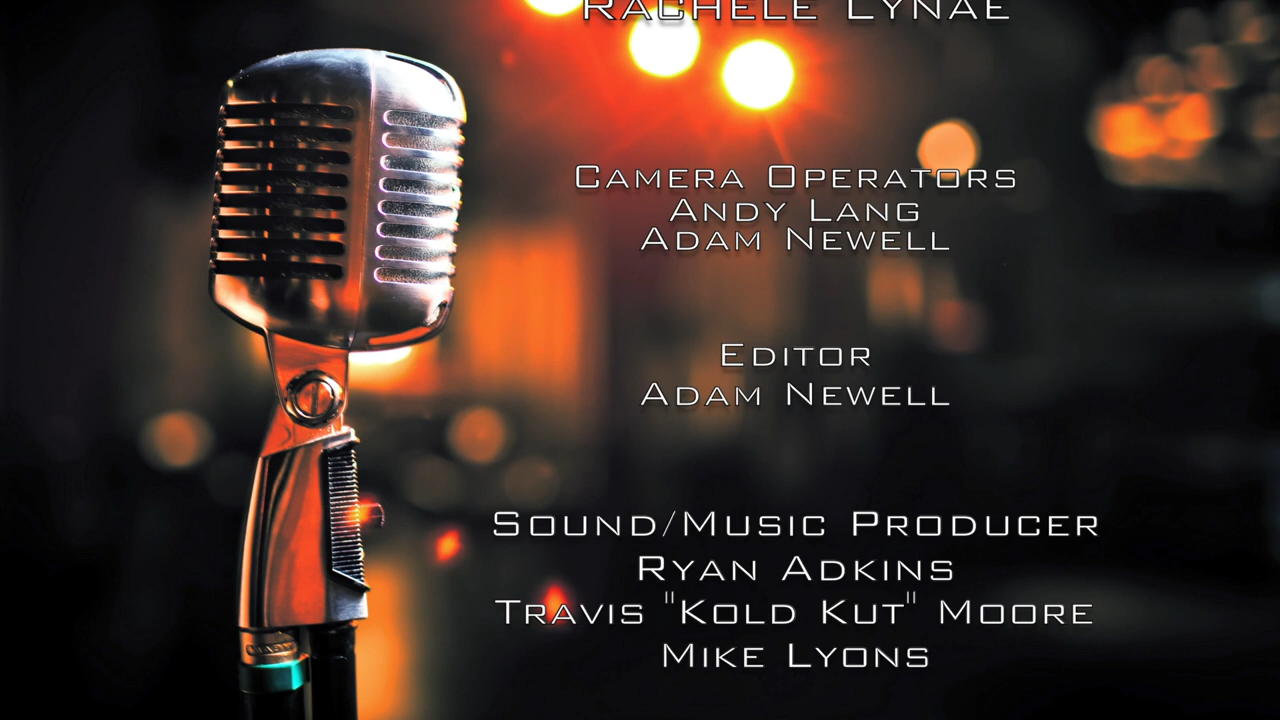 Rachele Lynae
Camera Operators
Andy Lang
Adam Newell
Editor
Adam Newell
Sound/Music Producer
Ryan Adkins
Travis "Kold Kut" Moore
Mike Lyons